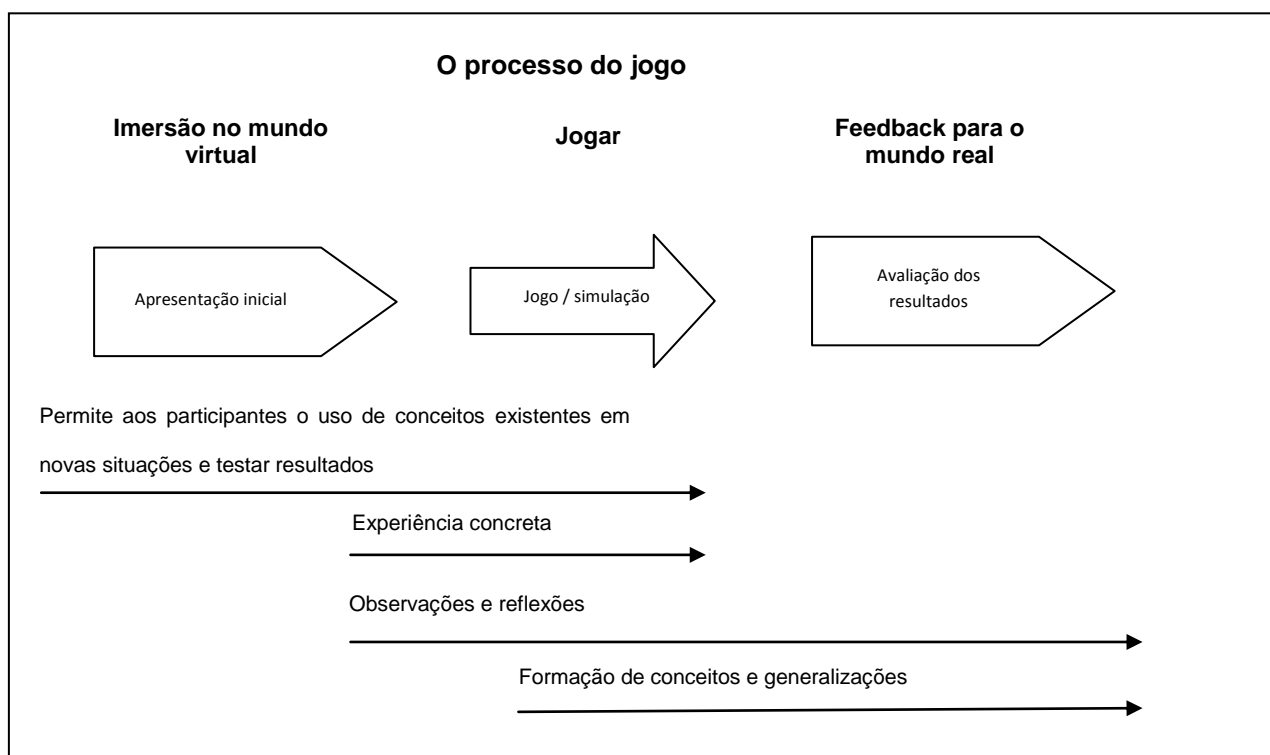 O processo do jogo
Imersão no mundo
virtual
Jogar
Feedback para o
mundo real
Apresentação inicial
Jogo / simulação
Avaliação dos
resultados
Permite aos participantes o uso de conceitos existentes em
novas situações e testar resultados
Experiência concreta
Observações e reflexões
Formação de conceitos e generalizações